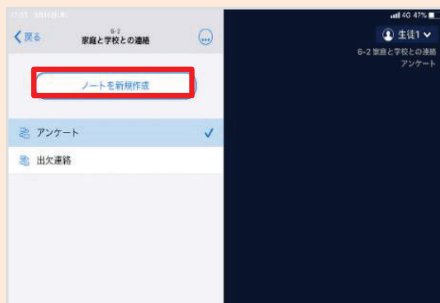 4G 47%
戻る
6-2
家庭と学校との連絡
ノートを新規作成
アンケート
出欠連絡
生徒1
6-2 家庭と学校との連絡
アンケート